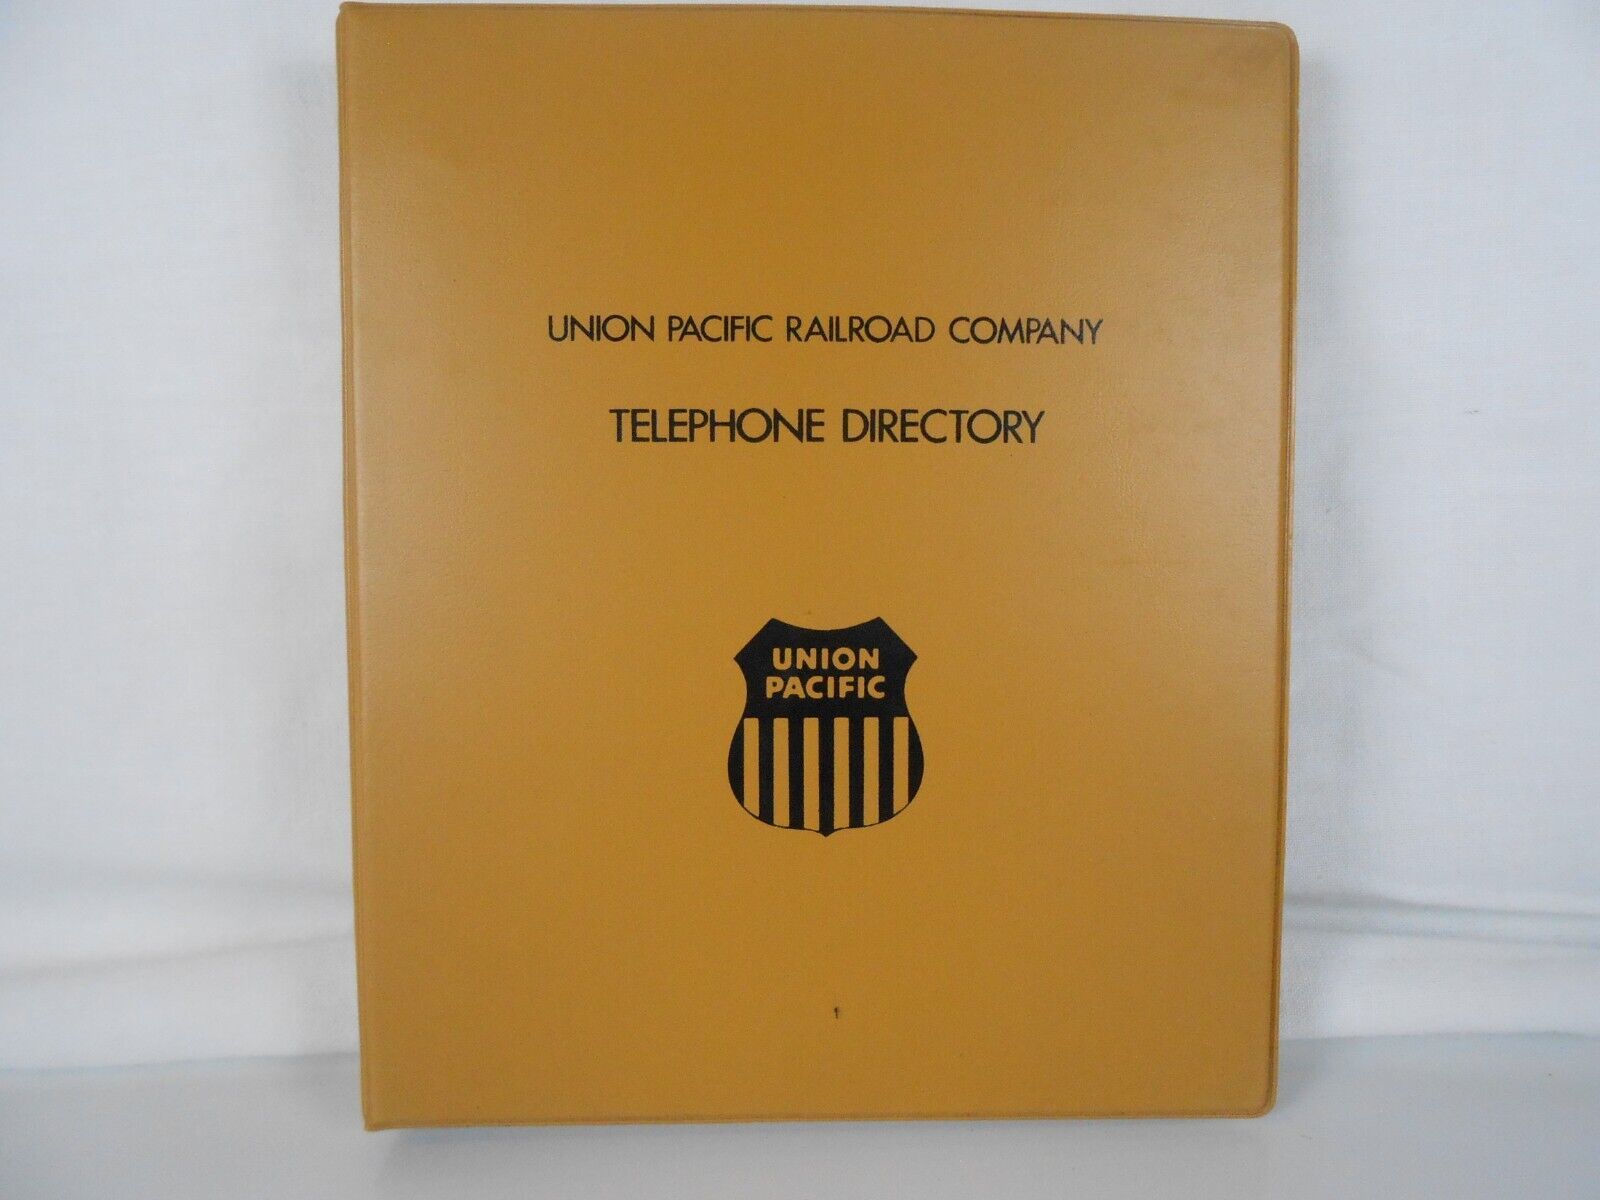 UNION PACIFIC RAILROAD COMPANY
TELEPHONE DIRECTORY
UNION
PACIFIC